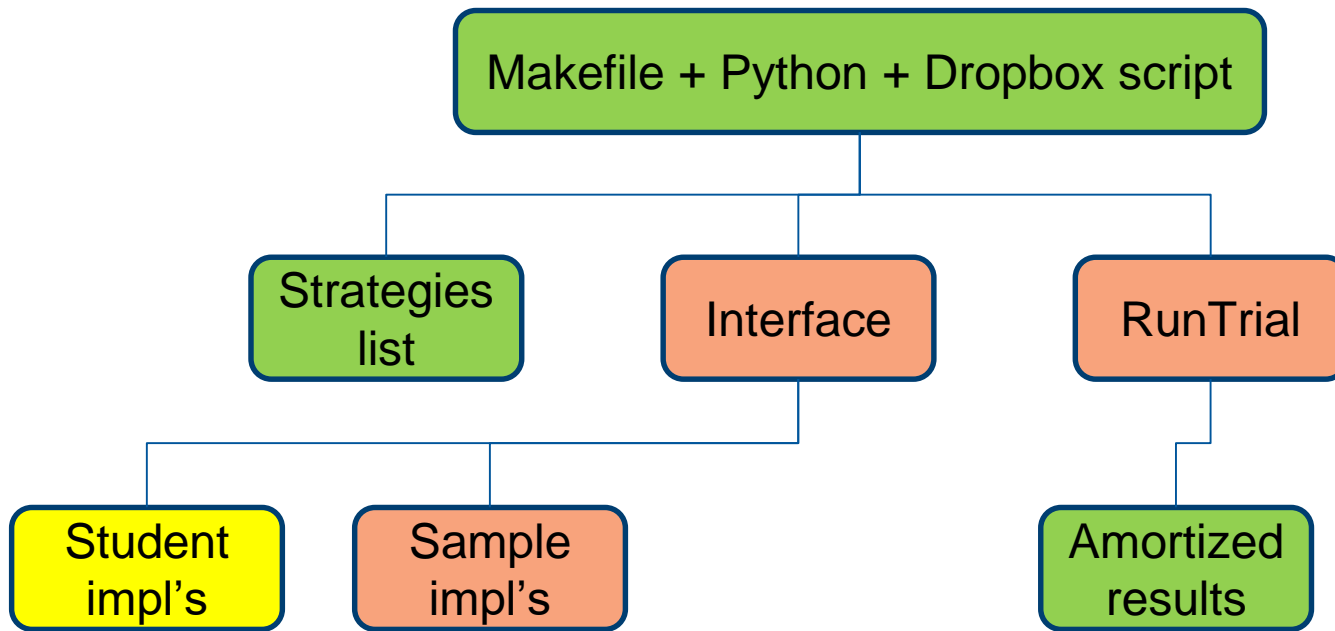 Makefile + Python + Dropbox script
Strategies
list
Interface
RunTrial
Student
impl’s
Sample
impl’s
Amortized
results